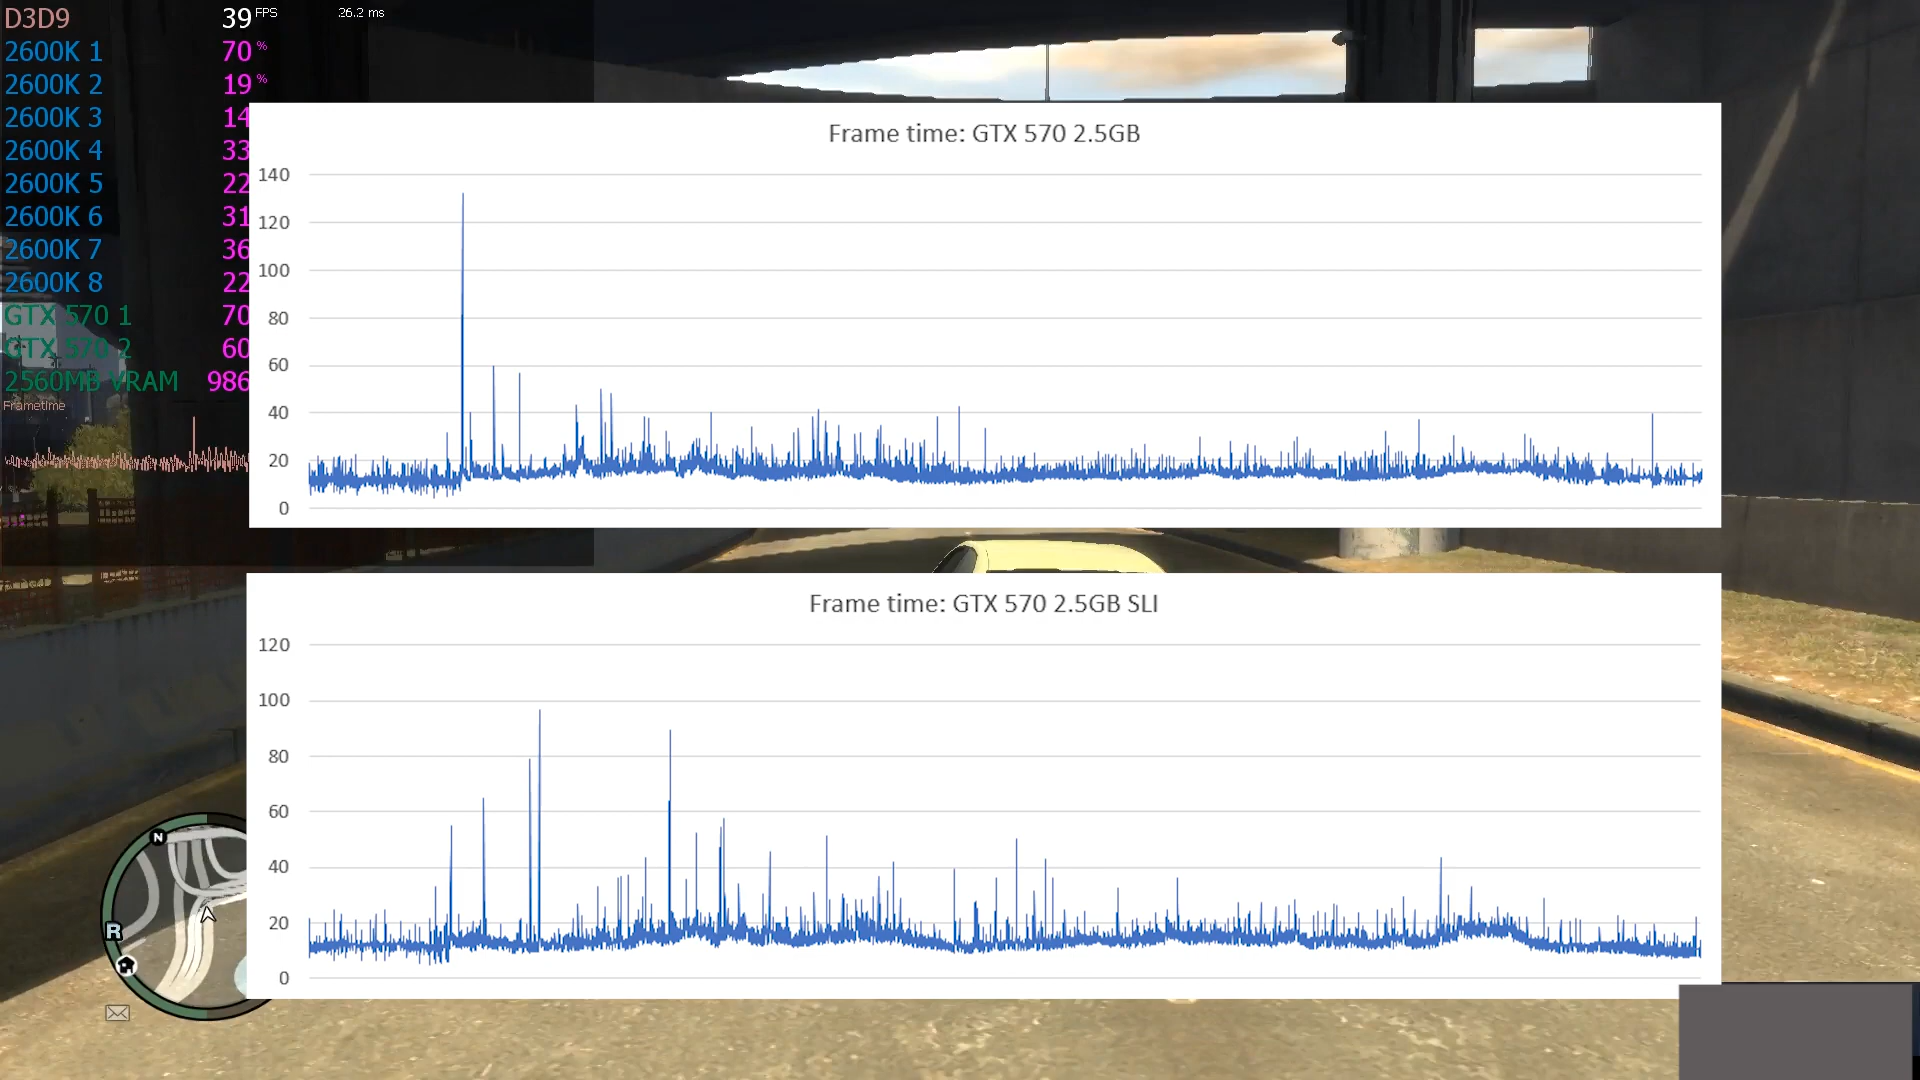 D3D9 39 FPS 26.2 ms
2600K 1 70 %
2600K 2 19 %
2600K 3 14
2600K 4 33
2600K 5 22
2600K 6 31
2600K 7 36
2600K 8 22
GTX 570 1 70
GTX 570 2 60
2560MB VRAM 986
Frametime
Frame time: GTX 570 2.5GB
140
120
100
80
60
40
20
0
Frame time: GTX 570 2.5GB SLI
120
100
80
60
40
20
0
N
R